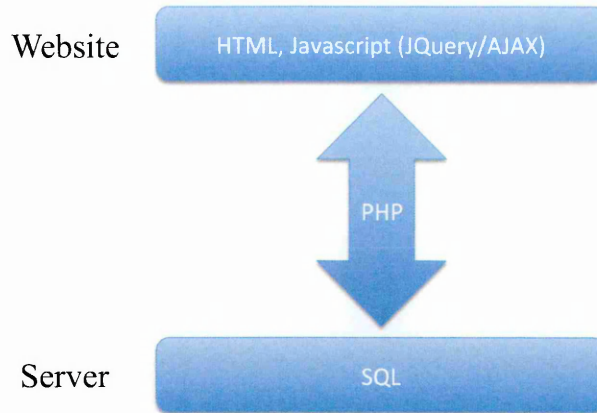 Website
HTML, Javascript (JQuery/AJAX)
PHP
Server
SQL